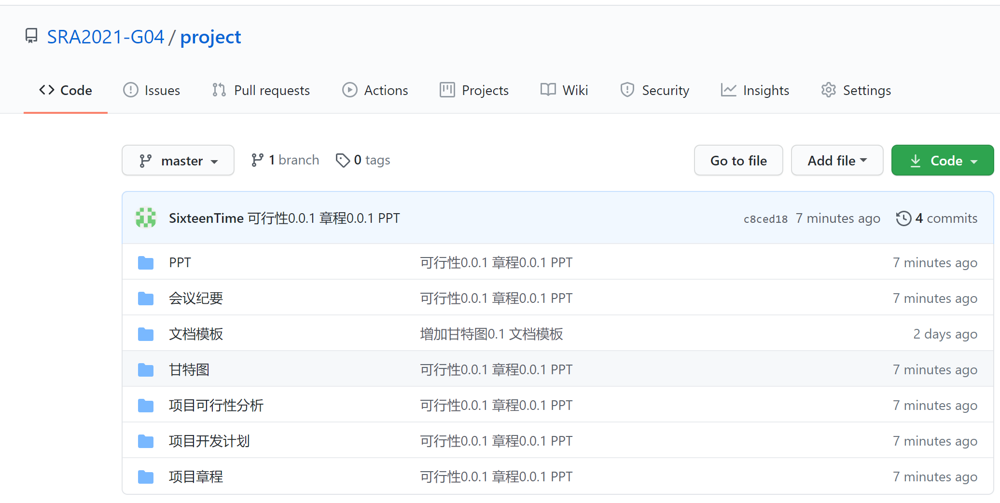 SRA2021-G04 / project
Code Issues Pull requests Actions Projects Wiki Security Insights Settings
master 1 branch 0 tags Go to file Add file Code
SixteenTime 可行性0.0.1 章程0.0.1 PPT c8ced18 7 minutes ago 4 commits
PPT 可行性0.0.1 章程0.0.1 PPT 7 minutes ago
会议纪要 可行性0.0.1 章程0.0.1 PPT 7 minutes ago
文档模板 增加甘特图0.1 文档模板 2 days ago
甘特图 可行性0.0.1 章程0.0.1 PPT 7 minutes ago
项目可行性分析 可行性0.0.1 章程0.0.1 PPT 7 minutes ago
项目开发计划 可行性0.0.1 章程0.0.1 PPT 7 minutes ago
项目章程 可行性0.0.1 章程0.0.1 PPT 7 minutes ago